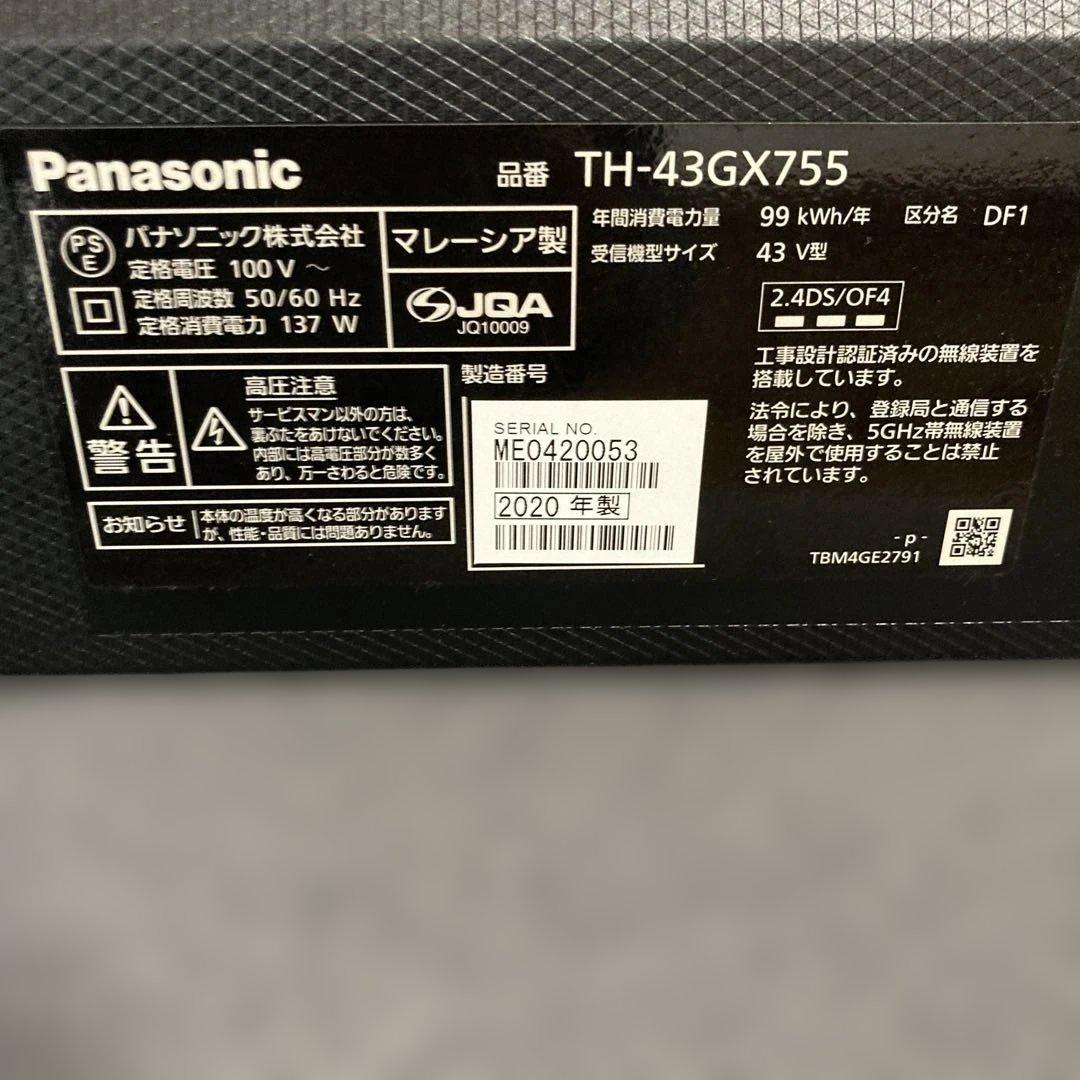 Panasonic
品番 TH-43GX755
PS
E
パナソニック株式会社
定格電圧 100 V ～
定格周波数 50/60 Hz
定格消費電力 137 W
マレーシア製
JQA
JQ10009
年間消費電力量 99 kWh/年 区分名 DF1
受信機型サイズ 43 V型
2.4DS/OF4
工事設計認証済みの無線装置を
搭載しています。
法令により、登録局と通信する
場合を除き、5GHz帯無線装置
を屋外で使用することは禁止
されています。
警告
高圧注意
サービスマン以外の方は、
裏ぶたをあけないでください。
内部には高電圧部分が数多く
あり、万一さわると危険です。
お知らせ
本体の温度が高くなる部分があります
が、性能・品質には問題ありません。
製造番号
SERIAL NO.
ME0420053
2020 年製
- p -
TBM4GE2791